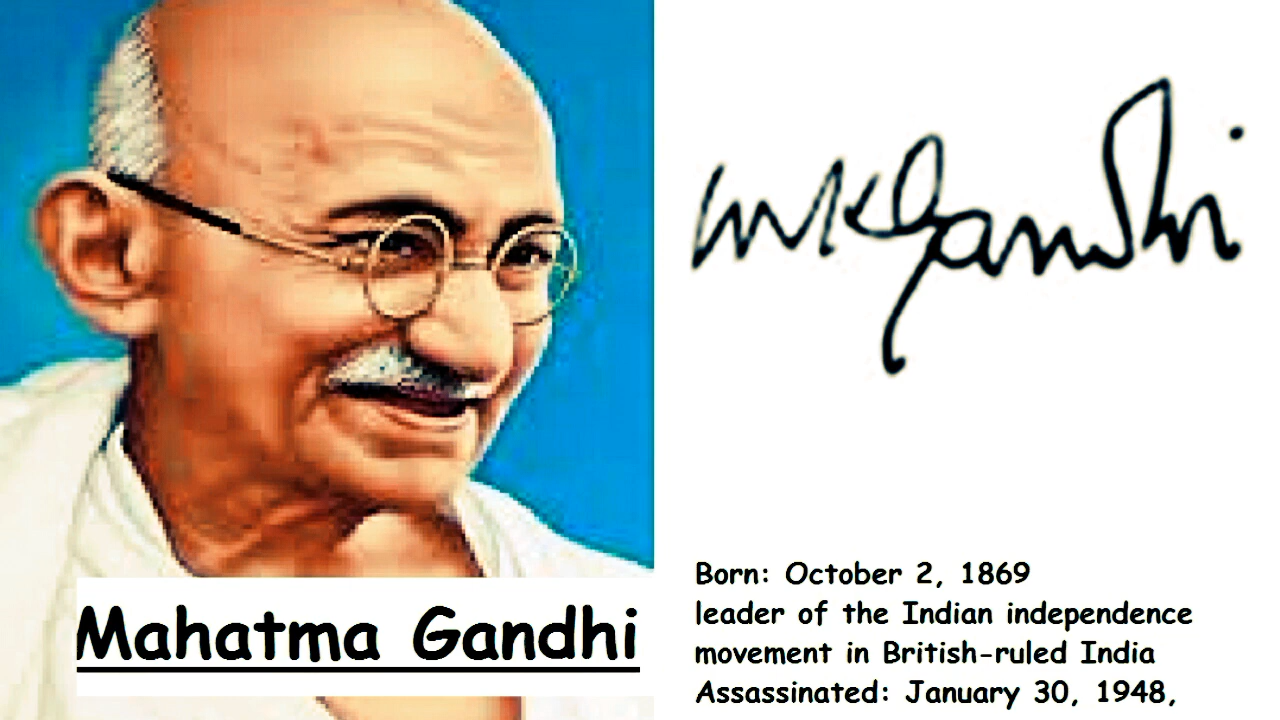 MKGandhi
Mahatma Gandhi
Born: October 2, 1869
leader of the Indian independence
movement in British-ruled India
Assassinated: January 30, 1948,